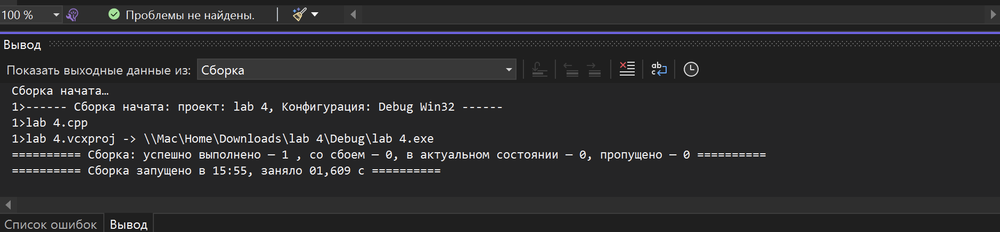 100 %
Проблемы не найдены.
Вывод
Показать выходные данные из: Сборка
Сборка начата…
1>------ Сборка начата: проект: lab 4, Конфигурация: Debug Win32 ------
1>lab 4.cpp
1>lab 4.vcxproj -> \\Mac\Home\Downloads\lab 4\Debug\lab 4.exe
========== Сборка: успешно выполнено — 1 , со сбоем — 0, в актуальном состоянии — 0, пропущено — 0 ==========
========== Сборка запущено в 15:55, заняло 01,609 с ==========
Список ошибок
Вывод